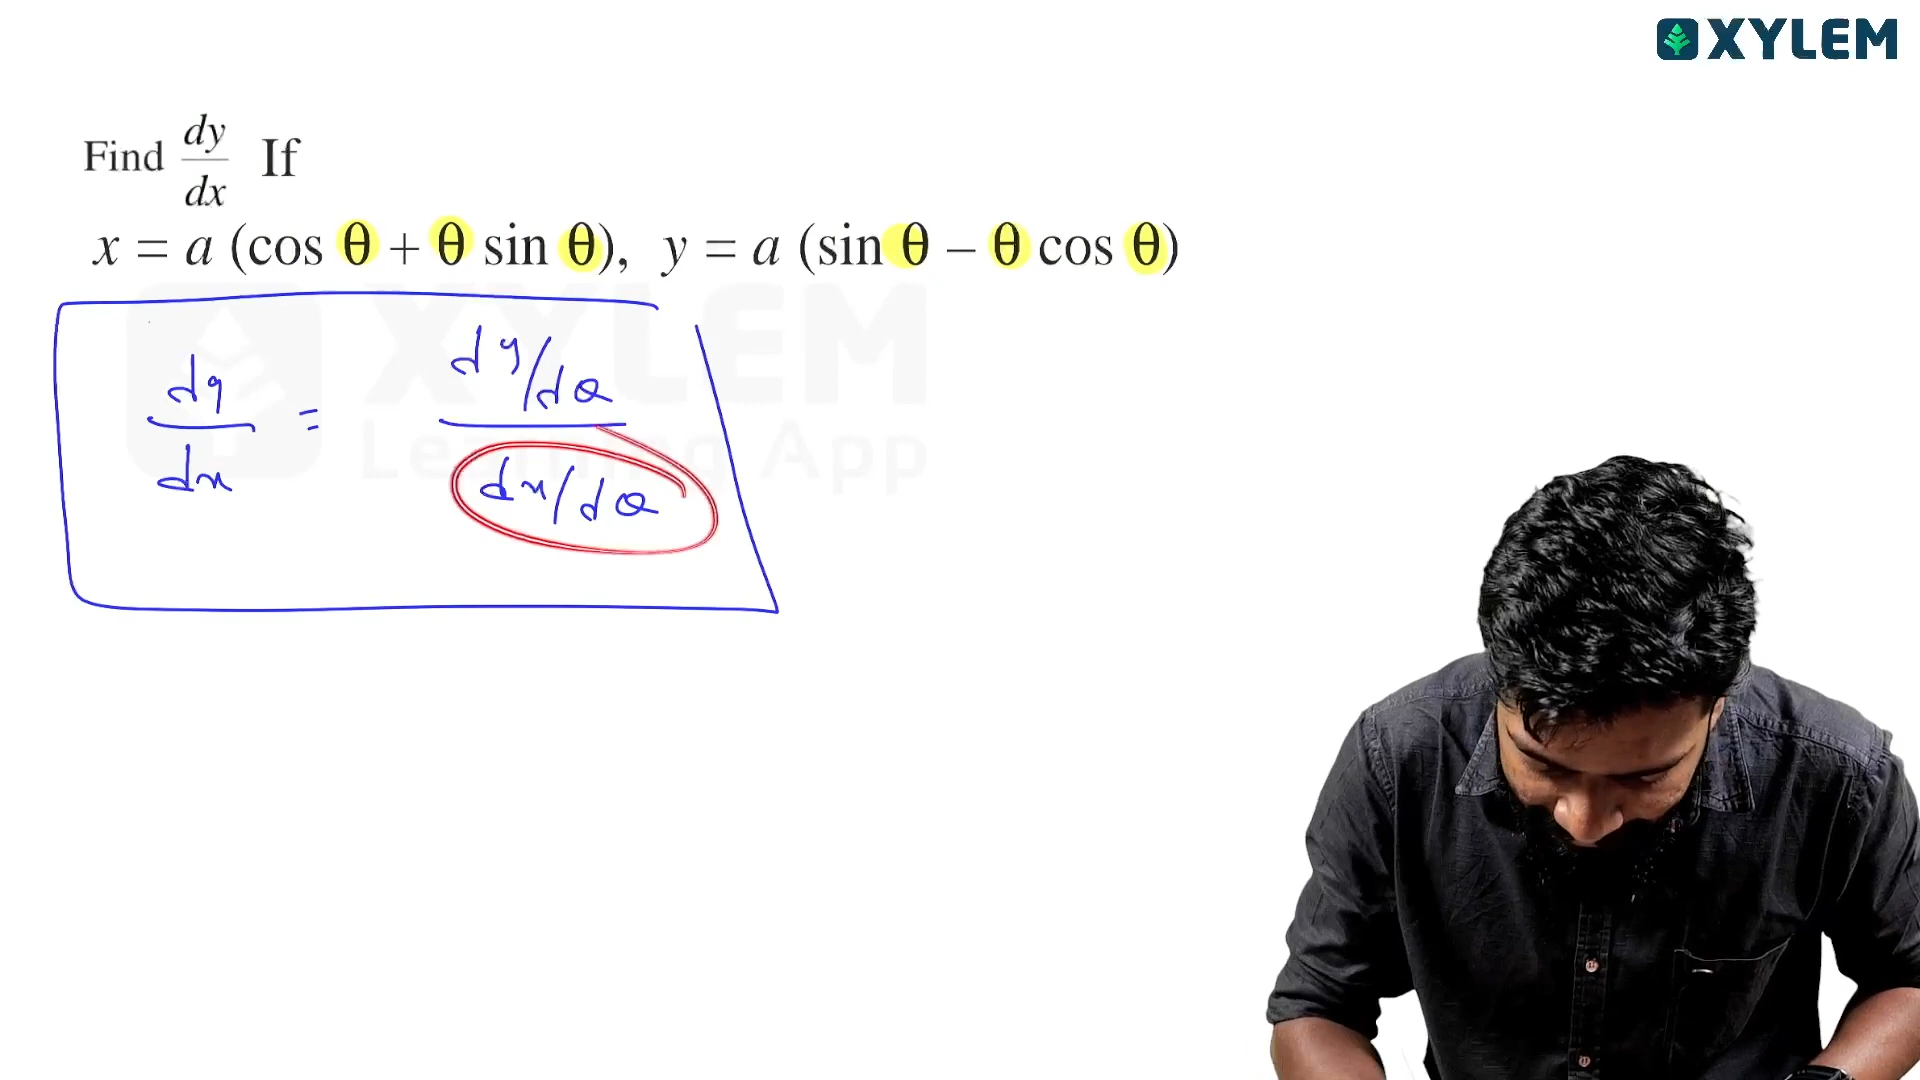 XYLEM
Find dy/dx If
x = a (cos θ + θ sin θ), y = a (sin θ – θ cos θ)
dy/dx = dy/dθ / dx/dθ
XYLEM
Learning App